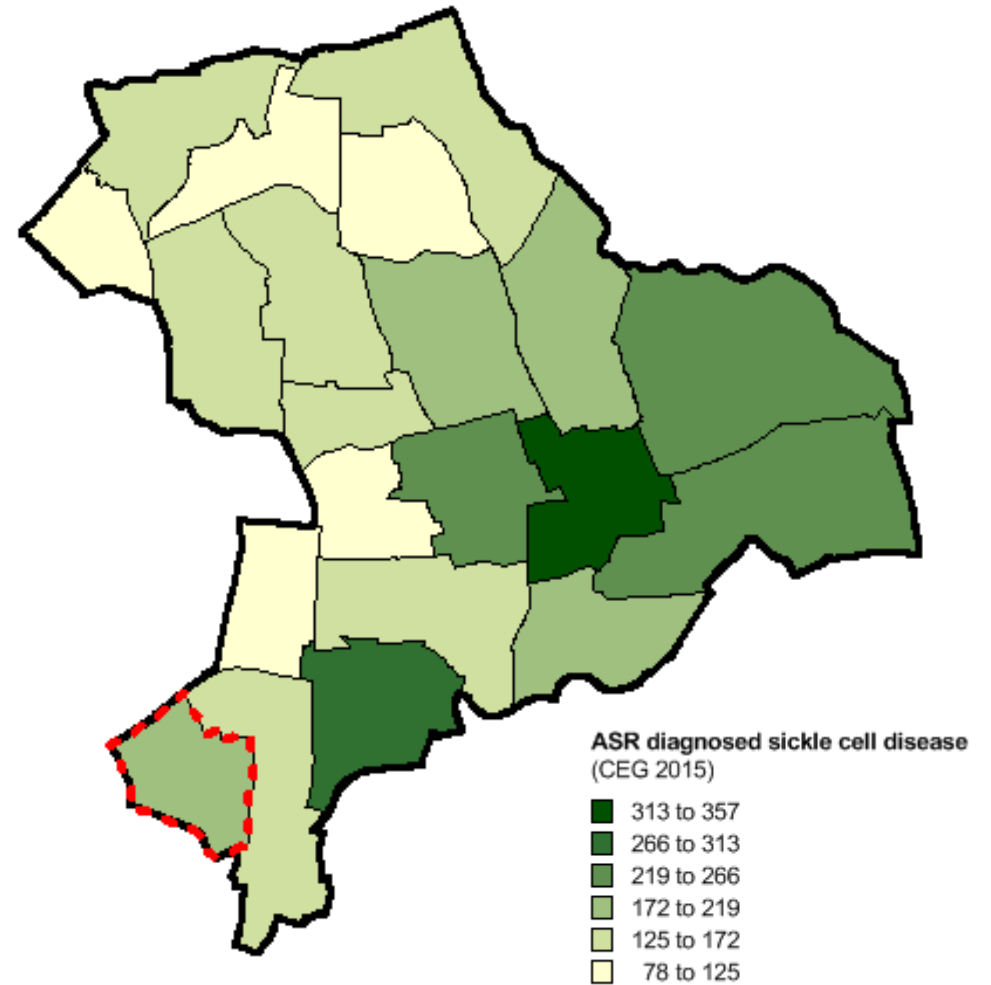 ASR diagnosed sickle cell disease
(CEG 2015)
313 to 357
266 to 313
219 to 266
172 to 219
125 to 172
78 to 125